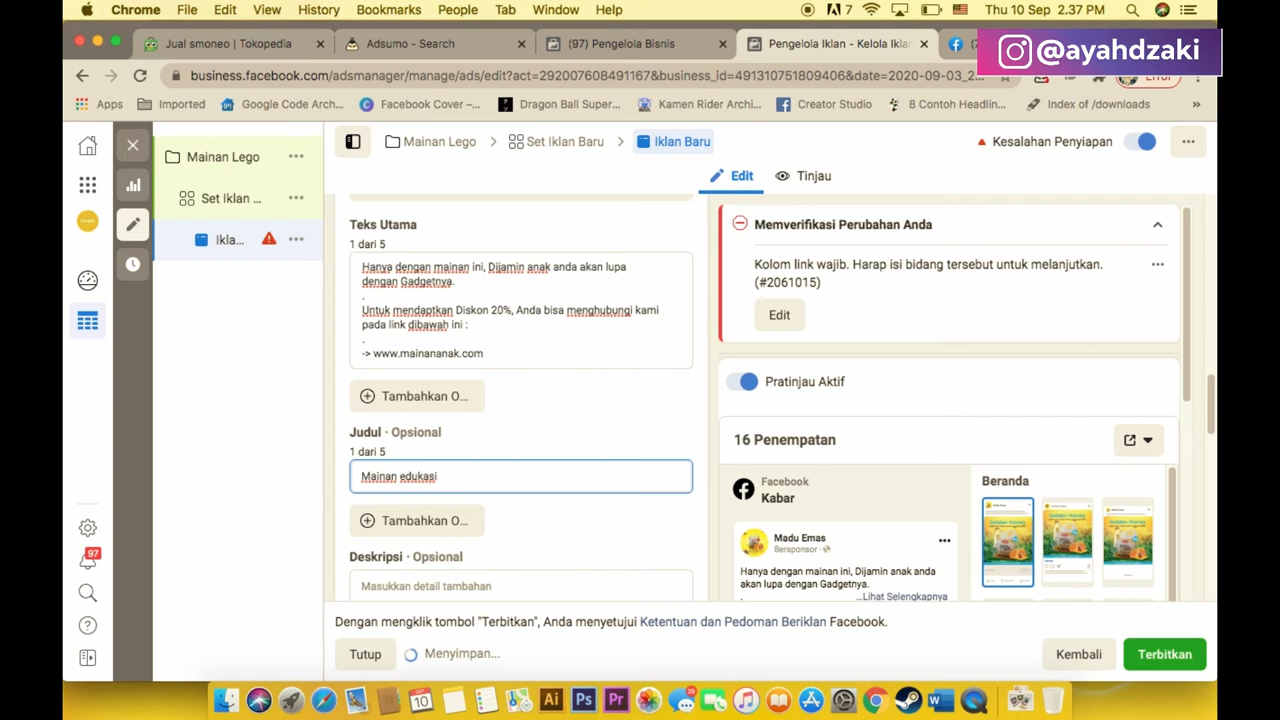 Chrome File Edit View History Bookmarks People Tab Window Help 7 Thu 10 Sep 2.37 PM
Jual smoneo | Tokopedia Adsumo - Search (97) Pengelola Bisnis Pengelola Iklan - Kelola Ikla
@ayahdzaki
business.facebook.com/adsmanager/manage/ads/edit?act=292007608491167&business_id=491310751809406&date=2020-09-03_2... Error
Apps Imported Google Code Arch... Facebook Cover –... Dragon Ball Super... Kamen Rider Archi... Creator Studio 8 Contoh Headlin... Index of /downloads »
Mainan Lego
Set Iklan ...
Ikla...
97
Mainan Lego Set Iklan Baru Iklan Baru
Kesalahan Penyiapan
Edit Tinjau
Teks Utama
1 dari 5
Hanya dengan mainan ini, Dijamin anak anda akan lupa
dengan Gadgetnya.
.
Untuk mendaptkan Diskon 20%, Anda bisa menghubungi kami
pada link dibawah ini :
.
-> www.mainananak.com
Tambahkan O...
Judul · Opsional
1 dari 5
Mainan edukasi
Tambahkan O...
Deskripsi · Opsional
Masukkan detail tambahan
Memverifikasi Perubahan Anda
Kolom link wajib. Harap isi bidang tersebut untuk melanjutkan.
(#2061015)
Edit
Pratinjau Aktif
16 Penempatan
Facebook
Kabar
Madu Emas
Bersponsor ·
Hanya dengan mainan ini, Dijamin anak anda
akan lupa dengan Gadgetnya.
.
...Lihat Selengkapnya
Beranda
Dengan mengklik tombol "Terbitkan", Anda menyetujui Ketentuan dan Pedoman Beriklan Facebook.
Tutup Menyimpan... Kembali Terbitkan